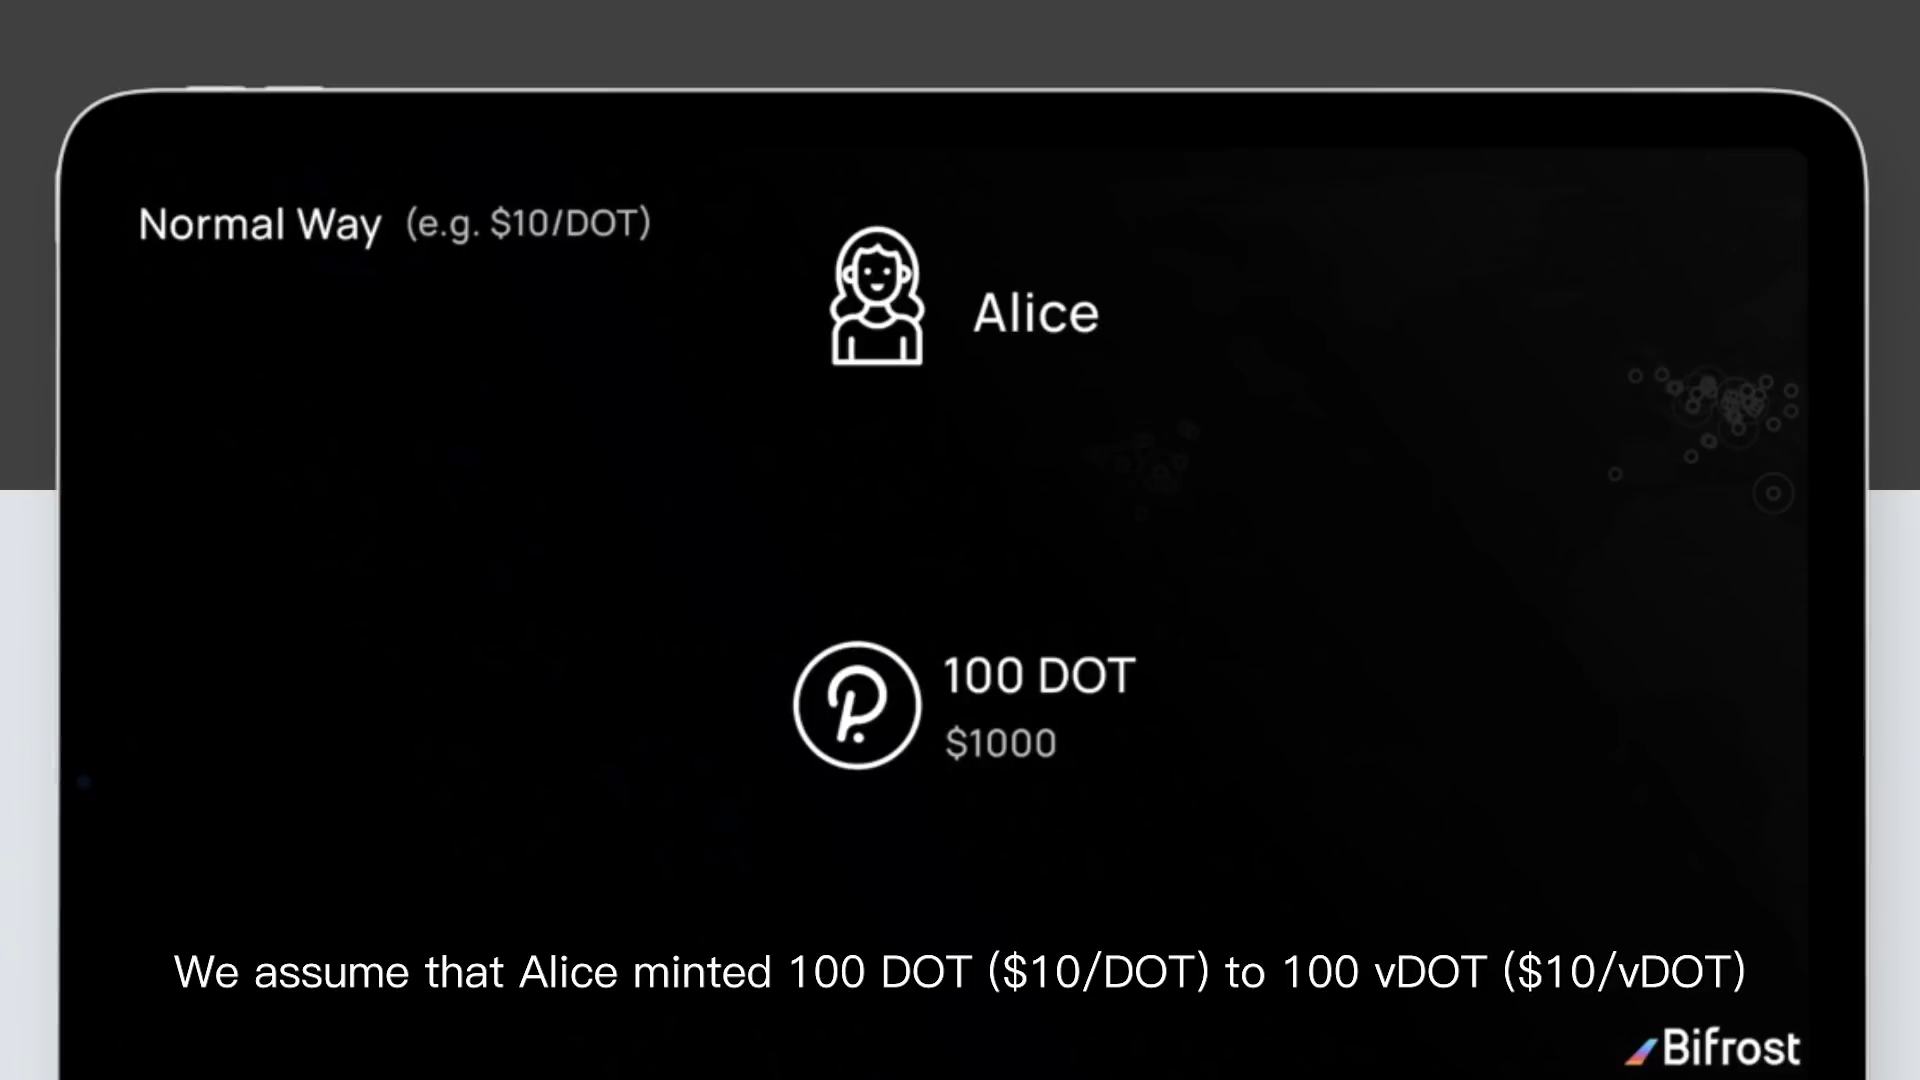 Normal Way (e.g. $10/DOT)
Alice
100 DOT
$1000
We assume that Alice minted 100 DOT ($10/DOT) to 100 vDOT ($10/vDOT)
Bifrost